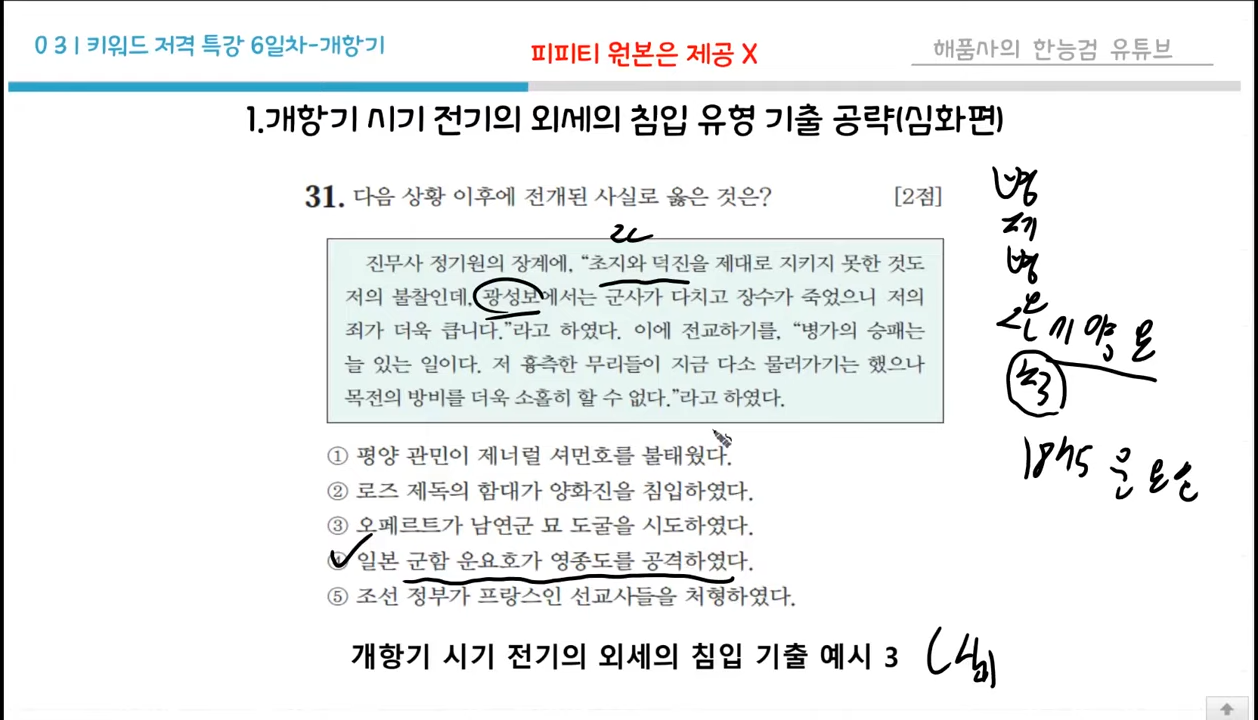 03 | 키워드 저격 특강 6일차-개항기
피피티 원본은 제공 X
해품사의 한능검 유튜브
1.개항기 시기 전기의 외세의 침입 유형 기출 공략(심화편)
31. 다음 상황 이후에 전개된 사실로 옳은 것은? [2점]
진무사 정기원의 장계에, “초지와 덕진을 제대로 지키지 못한 것도
저의 불찰인데, 광성보에서는 군사가 다치고 장수가 죽었으니 저의
죄가 더욱 큽니다.”라고 하였다. 이에 전교하기를, “병가의 승패는
늘 있는 일이다. 저 흉측한 무리들이 지금 다소 물러가기는 했으나
목전의 방비를 더욱 소홀히 할 수 없다.”라고 하였다.
① 평양 관민이 제너럴 셔먼호를 불태웠다.
② 로즈 제독의 함대가 양화진을 침입하였다.
③ 오페르트가 남연군 묘 도굴을 시도하였다.
④ 일본 군함 운요호가 영종도를 공격하였다.
⑤ 조선 정부가 프랑스인 선교사들을 처형하였다.
개항기 시기 전기의 외세의 침입 기출 예시 3
병
제
병
오
신 미 양 요
척
1875 운요